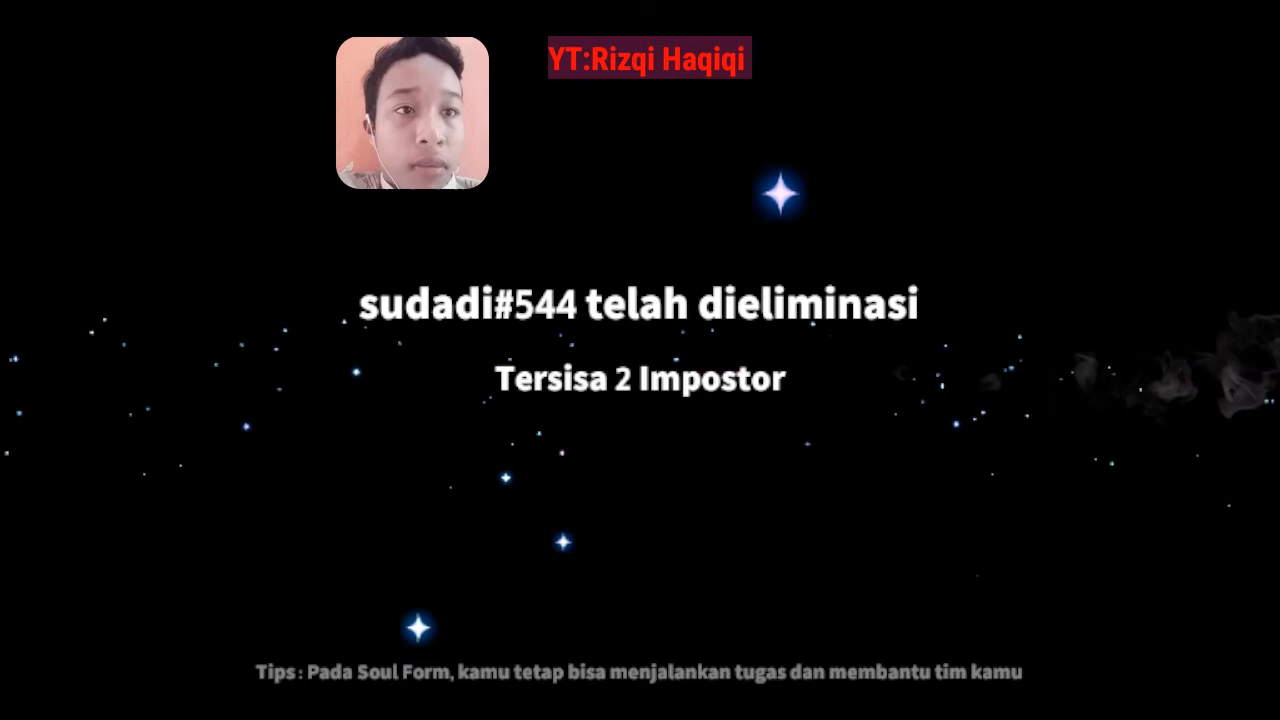 YT:Rizqi Haqiqi
sudadi#544 telah dieliminasi
Tersisa 2 Impostor
Tips : Pada Soul Form, kamu tetap bisa menjalankan tugas dan membantu tim kamu